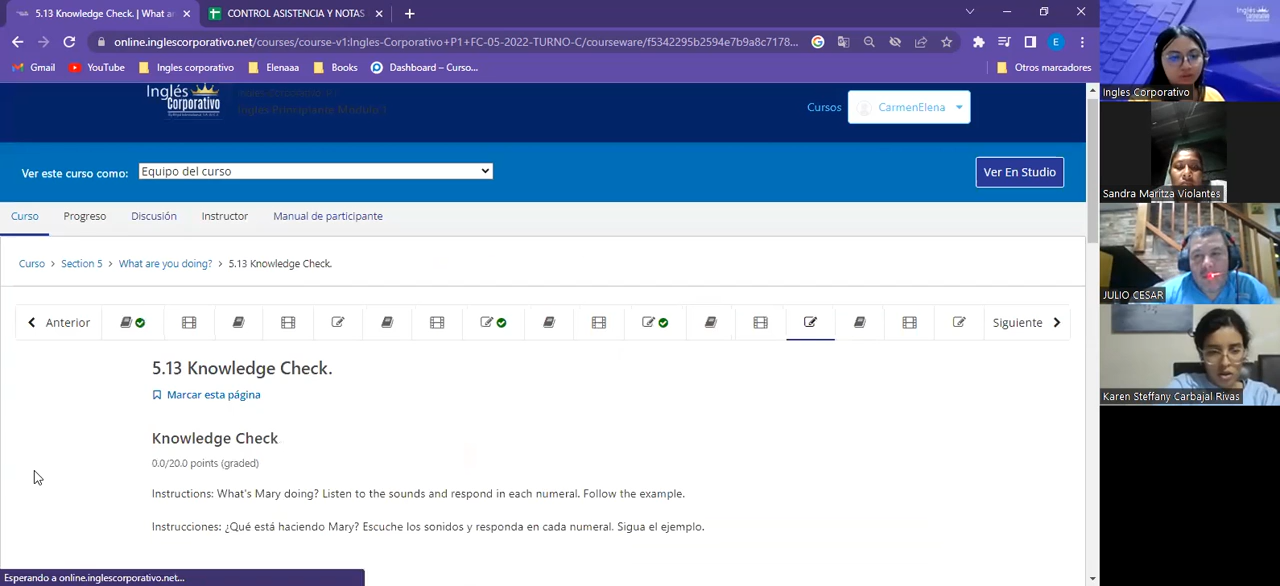 5.13 Knowledge Check. | What ar
CONTROL ASISTENCIA Y NOTAS
online.inglescorporativo.net/courses/course-v1:Ingles-Corporativo+P1+FC-05-2022-TURNO-C/courseware/f5342295b2594e7b9a8c7178...
E
Gmail
YouTube
Ingles corporativo
Elenaaa
Books
Dashboard – Curso...
Otros marcadores
Inglés
Corporativo
Cursos
CarmenElena
Ver este curso como:
Equipo del curso
Ver En Studio
Curso
Progreso
Discusión
Instructor
Manual de participante
Curso > Section 5 > What are you doing? > 5.13 Knowledge Check.
Anterior
Siguiente
5.13 Knowledge Check.
Marcar esta página
Knowledge Check
0.0/20.0 points (graded)
Instructions: What's Mary doing? Listen to the sounds and respond in each numeral. Follow the example.
Instrucciones: ¿Qué está haciendo Mary? Escuche los sonidos y responda en cada numeral. Sigua el ejemplo.
Esperando a online.inglescorporativo.net...
Ingles Corporativo
Sandra Maritza Violantes
JULIO CESAR
Karen Steffany Carbajal Rivas